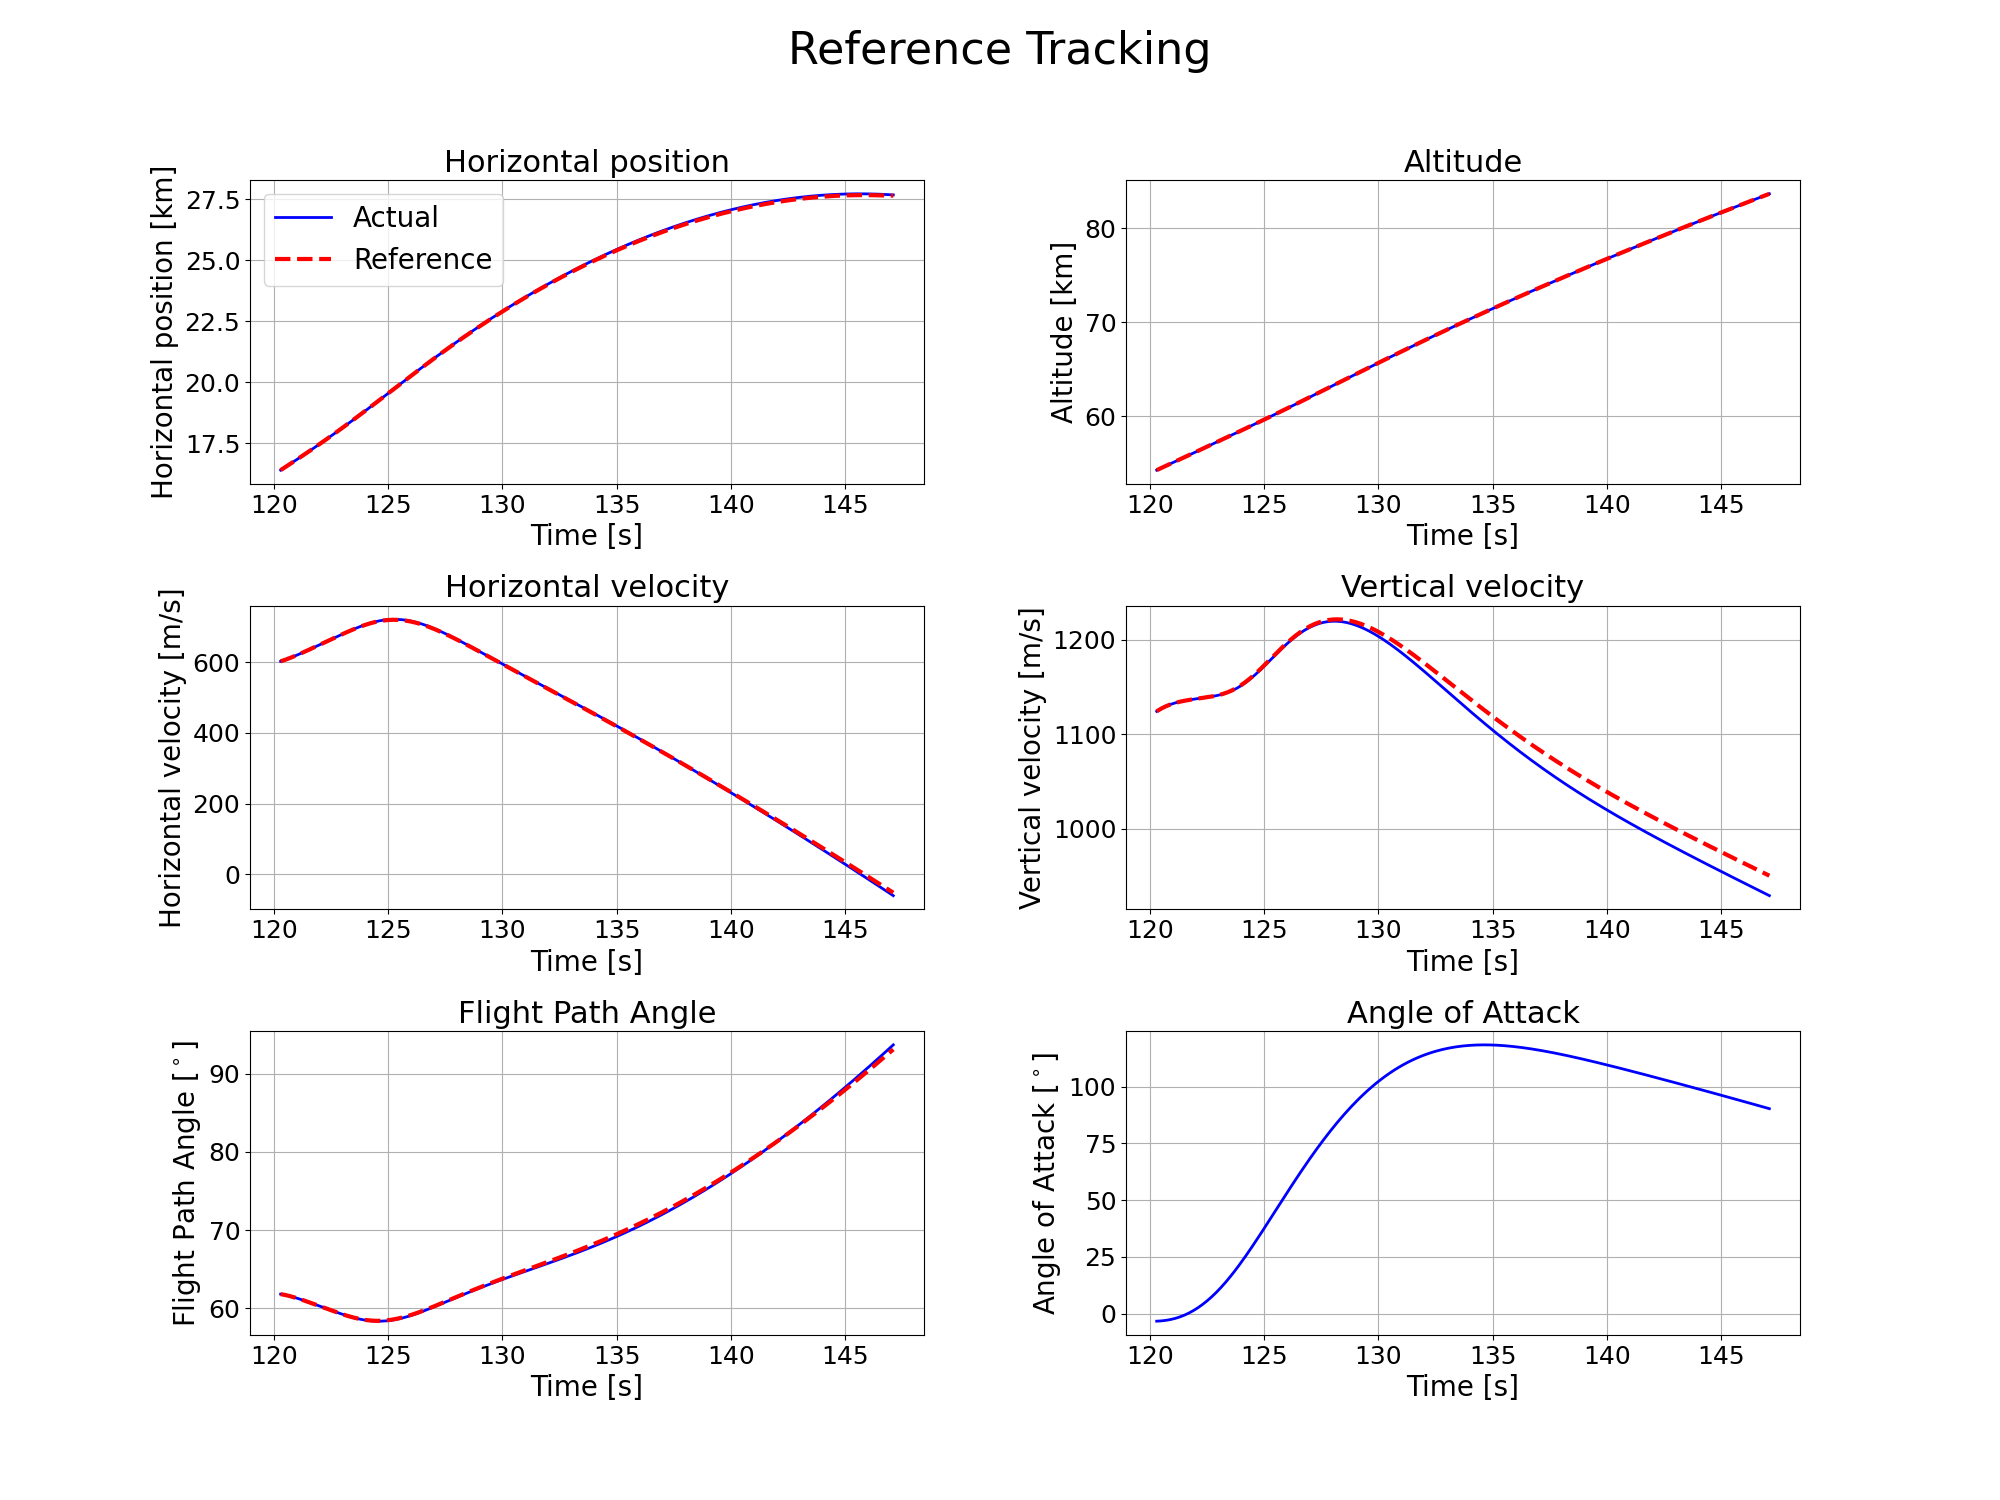 Reference Tracking
Horizontal position
Horizontal position [km]
27.5
25.0
22.5
20.0
17.5
Actual
Reference
120 125 130 135 140 145
Time [s]
Altitude
Altitude [km]
80
70
60
120 125 130 135 140 145
Time [s]
Horizontal velocity
Horizontal velocity [m/s]
600
400
200
0
120 125 130 135 140 145
Time [s]
Vertical velocity
Vertical velocity [m/s]
1200
1100
1000
120 125 130 135 140 145
Time [s]
Flight Path Angle
Flight Path Angle [°]
90
80
70
60
120 125 130 135 140 145
Time [s]
Angle of Attack
Angle of Attack [°]
100
75
50
25
0
120 125 130 135 140 145
Time [s]